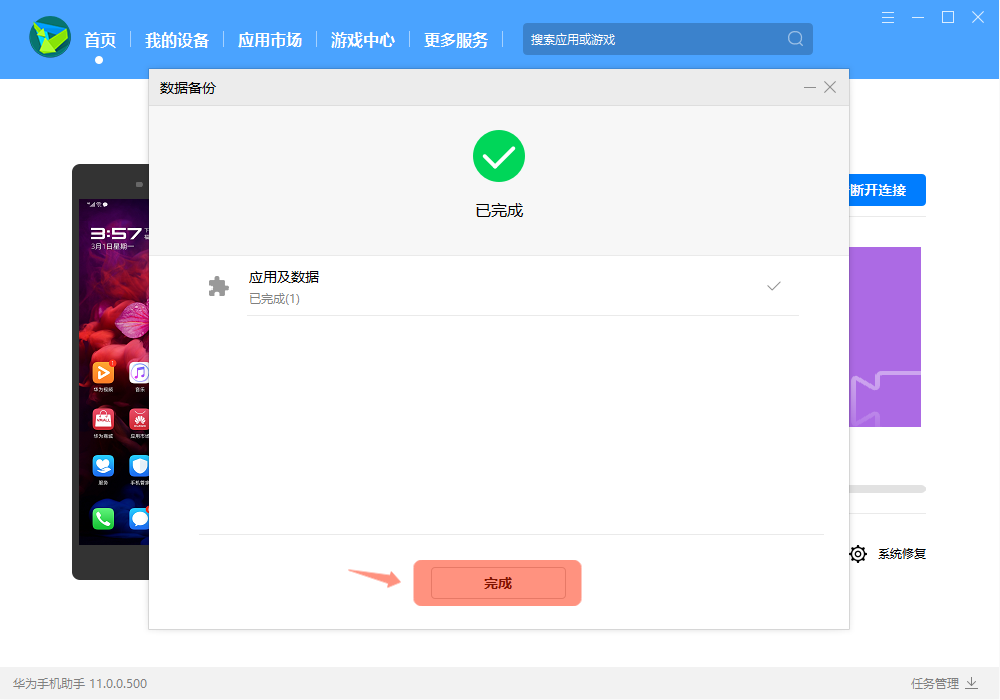 首页
我的设备
应用市场
游戏中心
更多服务
搜索应用或游戏
数据备份
已完成
断开连接
3:57
3月1日星期一
应用及数据
已完成(1)
华为视频
音乐
华为商城
应用市场
服务
手机管家
系统修复
完成
华为手机助手 11.0.0.500
任务管理